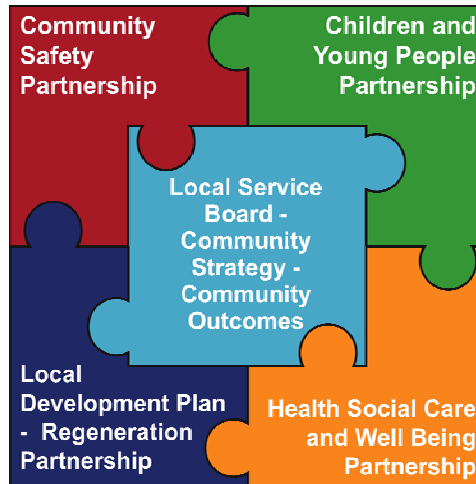 Community
Safety
Partnership
Children and
Young People
Partnership
Local Service
Board -
Community
Strategy -
Community
Outcomes
Local
Development Plan
- Regeneration
Partnership
Health Social Care
and Well Being
Partnership